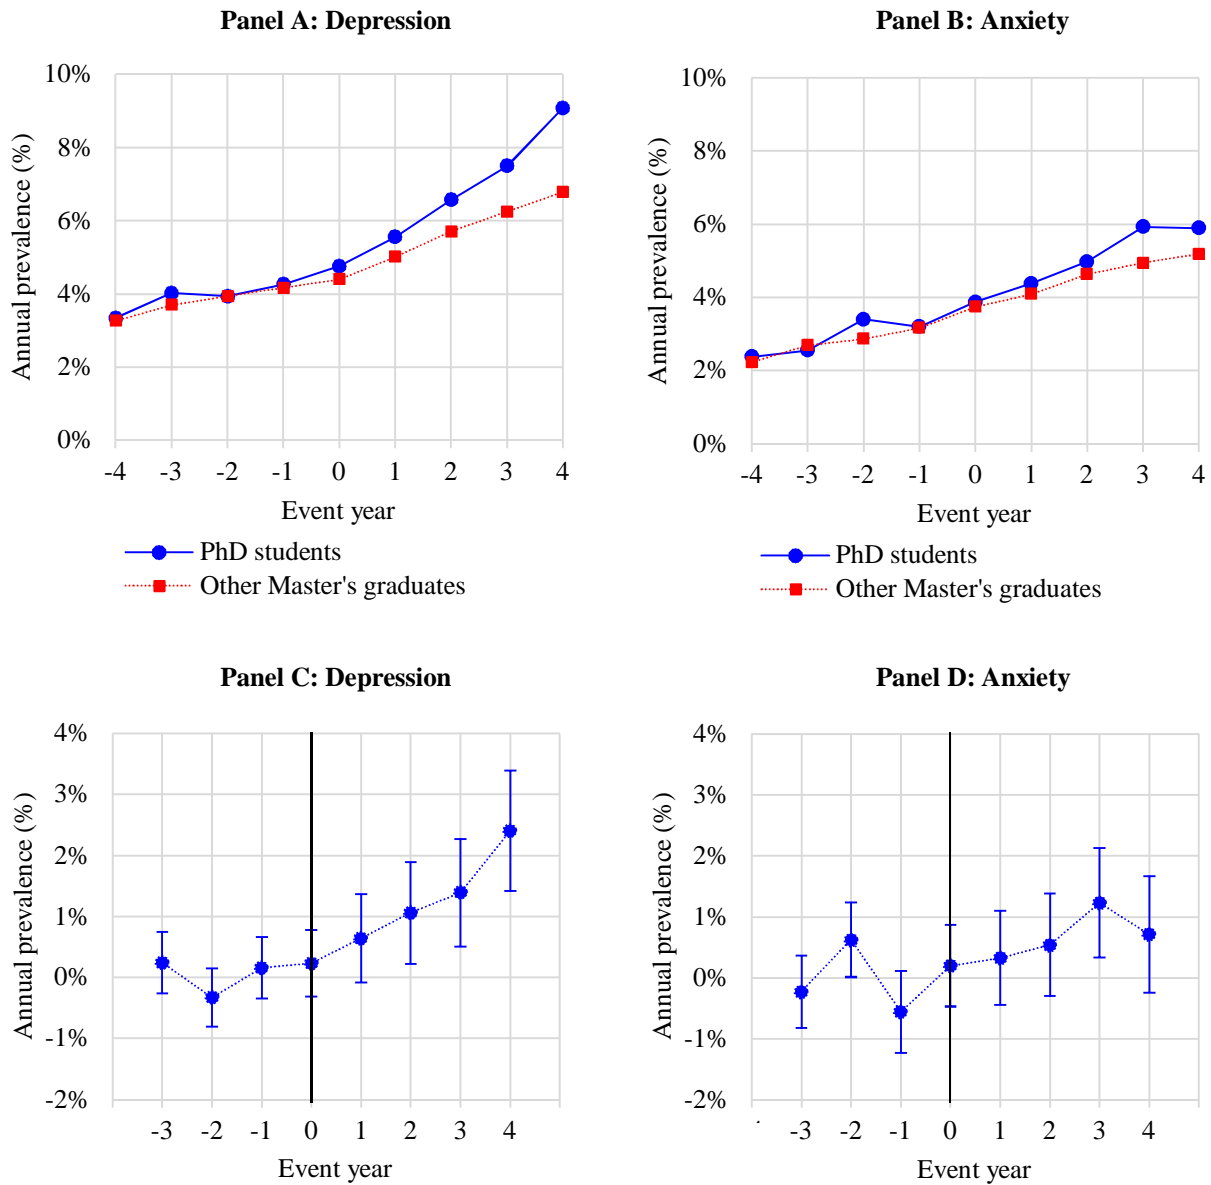 Panel A: Depression
Annual prevalence (%)
10%
8%
6%
4%
2%
0%
-4 -3 -2 -1 0 1 2 3 4
Event year
PhD students
Other Master's graduates
Panel B: Anxiety
Annual prevalence (%)
10%
8%
6%
4%
2%
0%
-4 -3 -2 -1 0 1 2 3 4
Event year
PhD students
Other Master's graduates
Panel C: Depression
Annual prevalence (%)
4%
3%
2%
1%
0%
-1%
-2%
-3 -2 -1 0 1 2 3 4
Event year
Panel D: Anxiety
Annual prevalence (%)
4%
3%
2%
1%
0%
-1%
-2%
-3 -2 -1 0 1 2 3 4
Event year